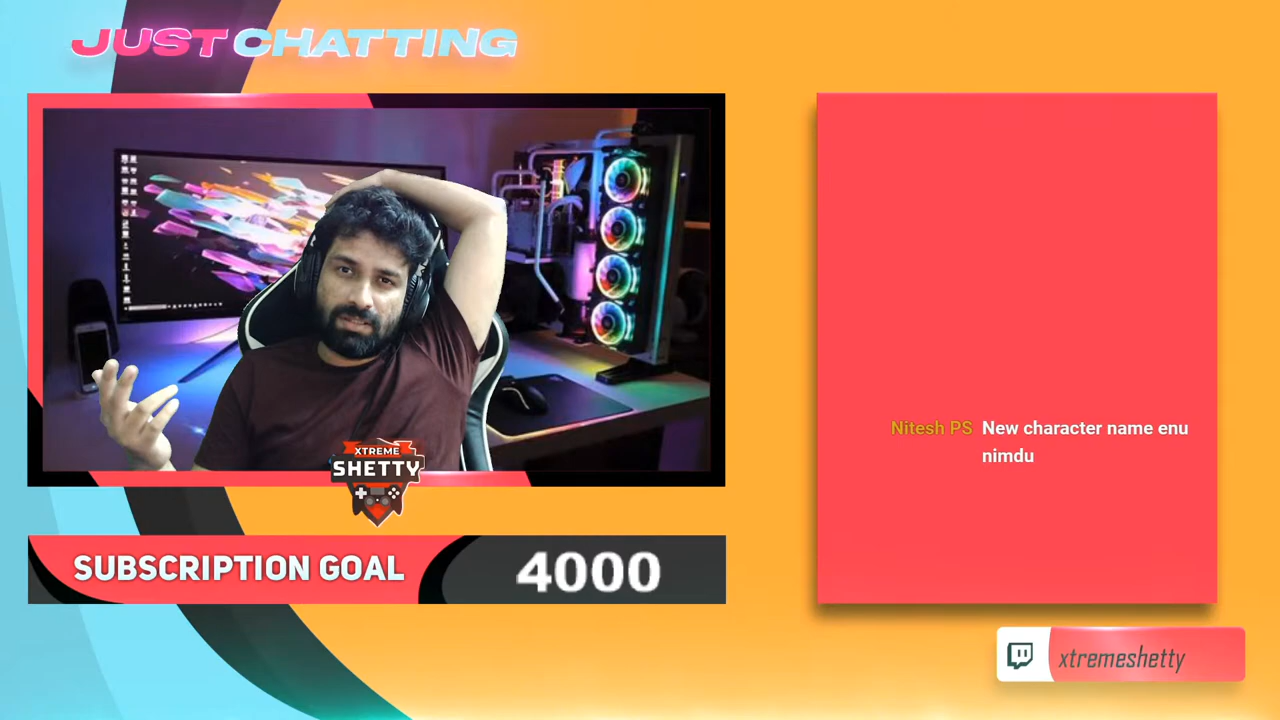 JUST CHATTING
XTREME
SHETTY
SUBSCRIPTION GOAL
4000
Nitesh PS New character name enu
nimdu
xtremeshetty